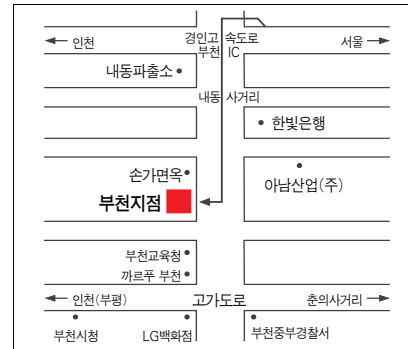 인천
경인고 속도로
부천 IC
서울
내동파출소
내동 사거리
한빛은행
손가면옥
아남산업(주)
부천지점
부천교육청
까르푸 부천
인천(부평)
고가도로
춘의사거리
부천시청
LG백화점
부천중부경찰서